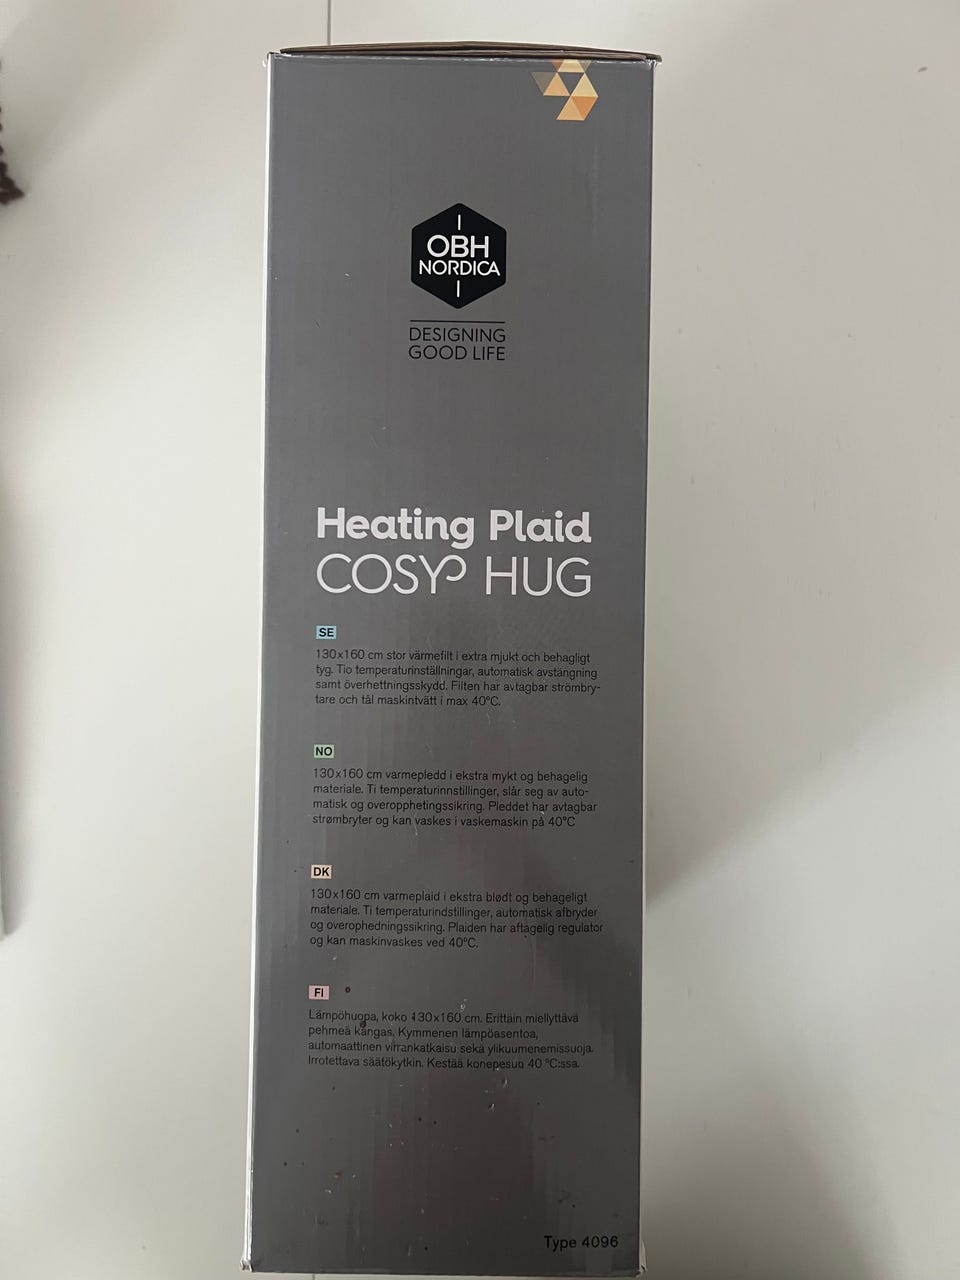 OBH
NORDICA
DESIGNING
GOOD LIFE
Heating Plaid
COSY HUG
SE
130x160 cm stor värmefilt i extra mjukt och behagligt
tyg. Tio temperaturinställningar, automatisk avstängning
samt överhettningsskydd. Filten har avtagbar strömbry-
tare och tål maskintvätt i max 40°C.
NO
130x160 cm varmepledd i ekstra mykt og behagelig
materiale. Ti temperaturinnstillinger, slår seg av auto-
matisk og overopphetingssikring. Pleddet har avtagbar
strømbryter og kan vaskes i vaskemaskin på 40°C
DK
130x160 cm varmeplaid i ekstra blødt og behageligt
materiale. Ti temperaturindstillinger, automatisk afbryder
og overophedningssikring. Plaiden har aftagelig regulator
og kan maskinvaskes ved 40°C.
FI
Lämpöhuopa, koko 130x160 cm. Erittäin miellyttävä
pehmeä kangas. Kymmenen lämpöasentoa,
automaattinen virrankatkaisu sekä ylikuumenemissuoja.
Irrotettava säätökytkin. Kestää konepesun 40 °C:ssa.
Type 4096